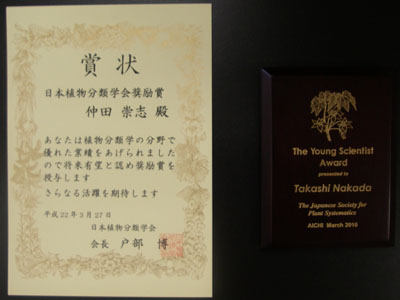 賞状
日本植物分類学会奨励賞
仲田 崇志 殿
あなたは植物分類学の分野で
優れた業績をあげられました
ので将来有望と認め奨励賞を
授与します
さらなる活躍を期待します
平成22年3月27日
日本植物分類学会
会長 戸部 博
The Young Scientist
Award
presented to
Takashi Nakada
The Japanese Society for
Plant Systematics
AICHI March 2010